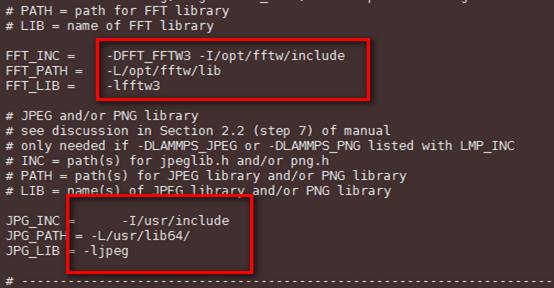 # PATH = path for FFT library
# LIB = name of FFT library
FFT_INC =    -DFFT_FFTW3 -I/opt/fftw/include
FFT_PATH =   -L/opt/fftw/lib
FFT_LIB =    -lfftw3
# JPEG and/or PNG library
# see discussion in Section 2.2 (step 7) of manual
# only needed if -DLAMMPS_JPEG or -DLAMMPS_PNG listed with LMP_INC
# INC = path(s) for jpeglib.h and/or png.h
# PATH = path(s) for JPEG library and/or PNG library
# LIB = name(s) of JPEG library and/or PNG library
JPG_INC =      -I/usr/include
JPG_PATH = -L/usr/lib64/
JPG_LIB = -ljpeg
# ---------------------------------------------------------------------